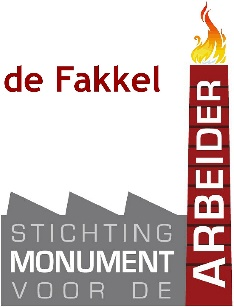 de Fakkel
STICHTING
MONUMENT
VOOR DE
ARBEIDER